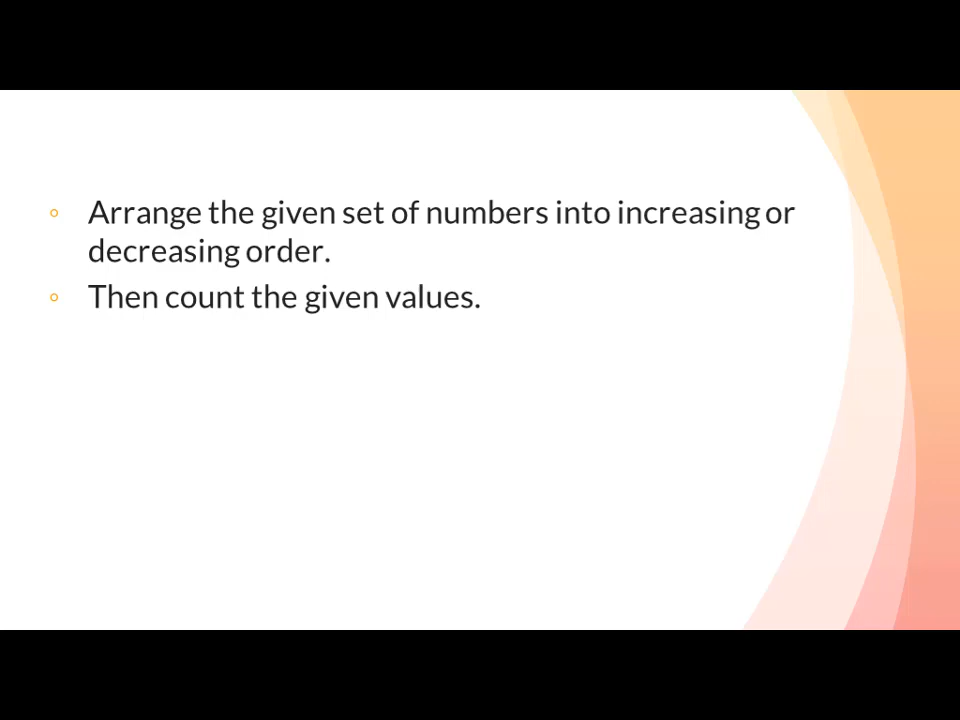 Arrange the given set of numbers into increasing or
decreasing order.
Then count the given values.